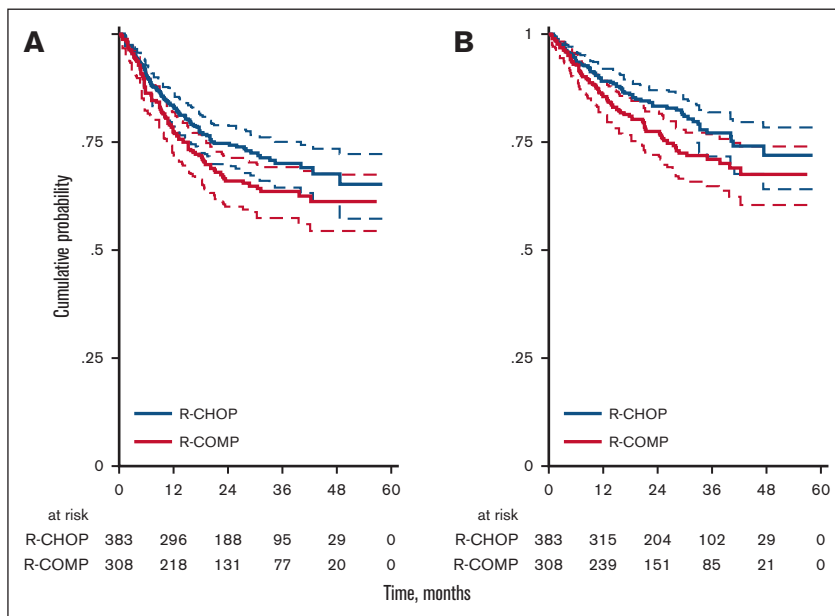 A
B
1
.75
.75
.5
.5
.25
.25
0
0
Cumulative probability
R-CHOP
R-COMP
R-CHOP
R-COMP
0 12 24 36 48 60
0 12 24 36 48 60
at risk
R-CHOP 383 296 188 95 29 0
R-COMP 308 218 131 77 20 0
at risk
R-CHOP 383 315 204 102 29 0
R-COMP 308 239 151 85 21 0
Time, months